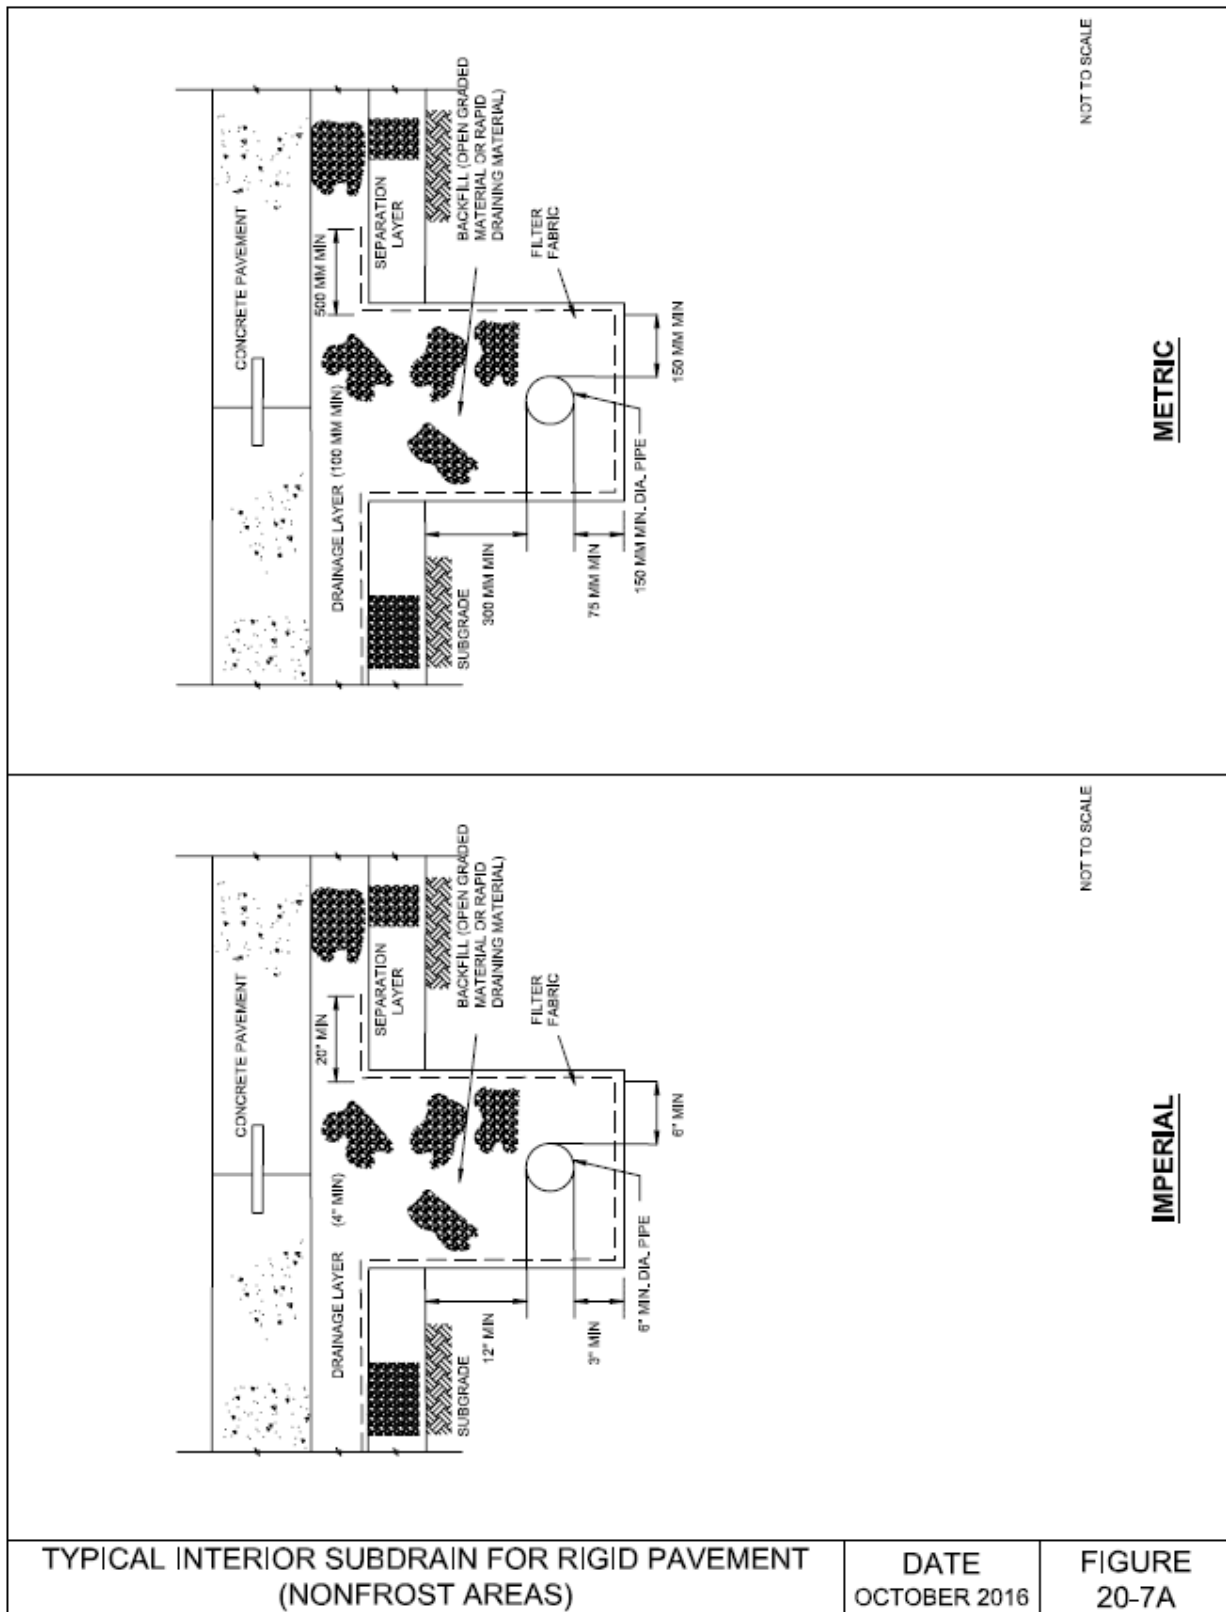 CONCRETE PAVEMENT
500 MM MIN
DRAINAGE LAYER (100 MM MIN)
SEPARATION
LAYER
BACKFILL (OPEN GRADED
MATERIAL OR RAPID
DRAINING MATERIAL)
FILTER
FABRIC
SUBGRADE
300 MM MIN
75 MM MIN
150 MM MIN. DIA. PIPE
150 MM MIN
NOT TO SCALE
METRIC
CONCRETE PAVEMENT
20" MIN
DRAINAGE LAYER (4" MIN)
SEPARATION
LAYER
BACKFILL (OPEN GRADED
MATERIAL OR RAPID
DRAINING MATERIAL)
FILTER
FABRIC
SUBGRADE
12" MIN
3" MIN
6" MIN. DIA. PIPE
6" MIN
NOT TO SCALE
IMPERIAL
TYPICAL INTERIOR SUBDRAIN FOR RIGID PAVEMENT
(NONFROST AREAS)
DATE
OCTOBER 2016
FIGURE
20-7A